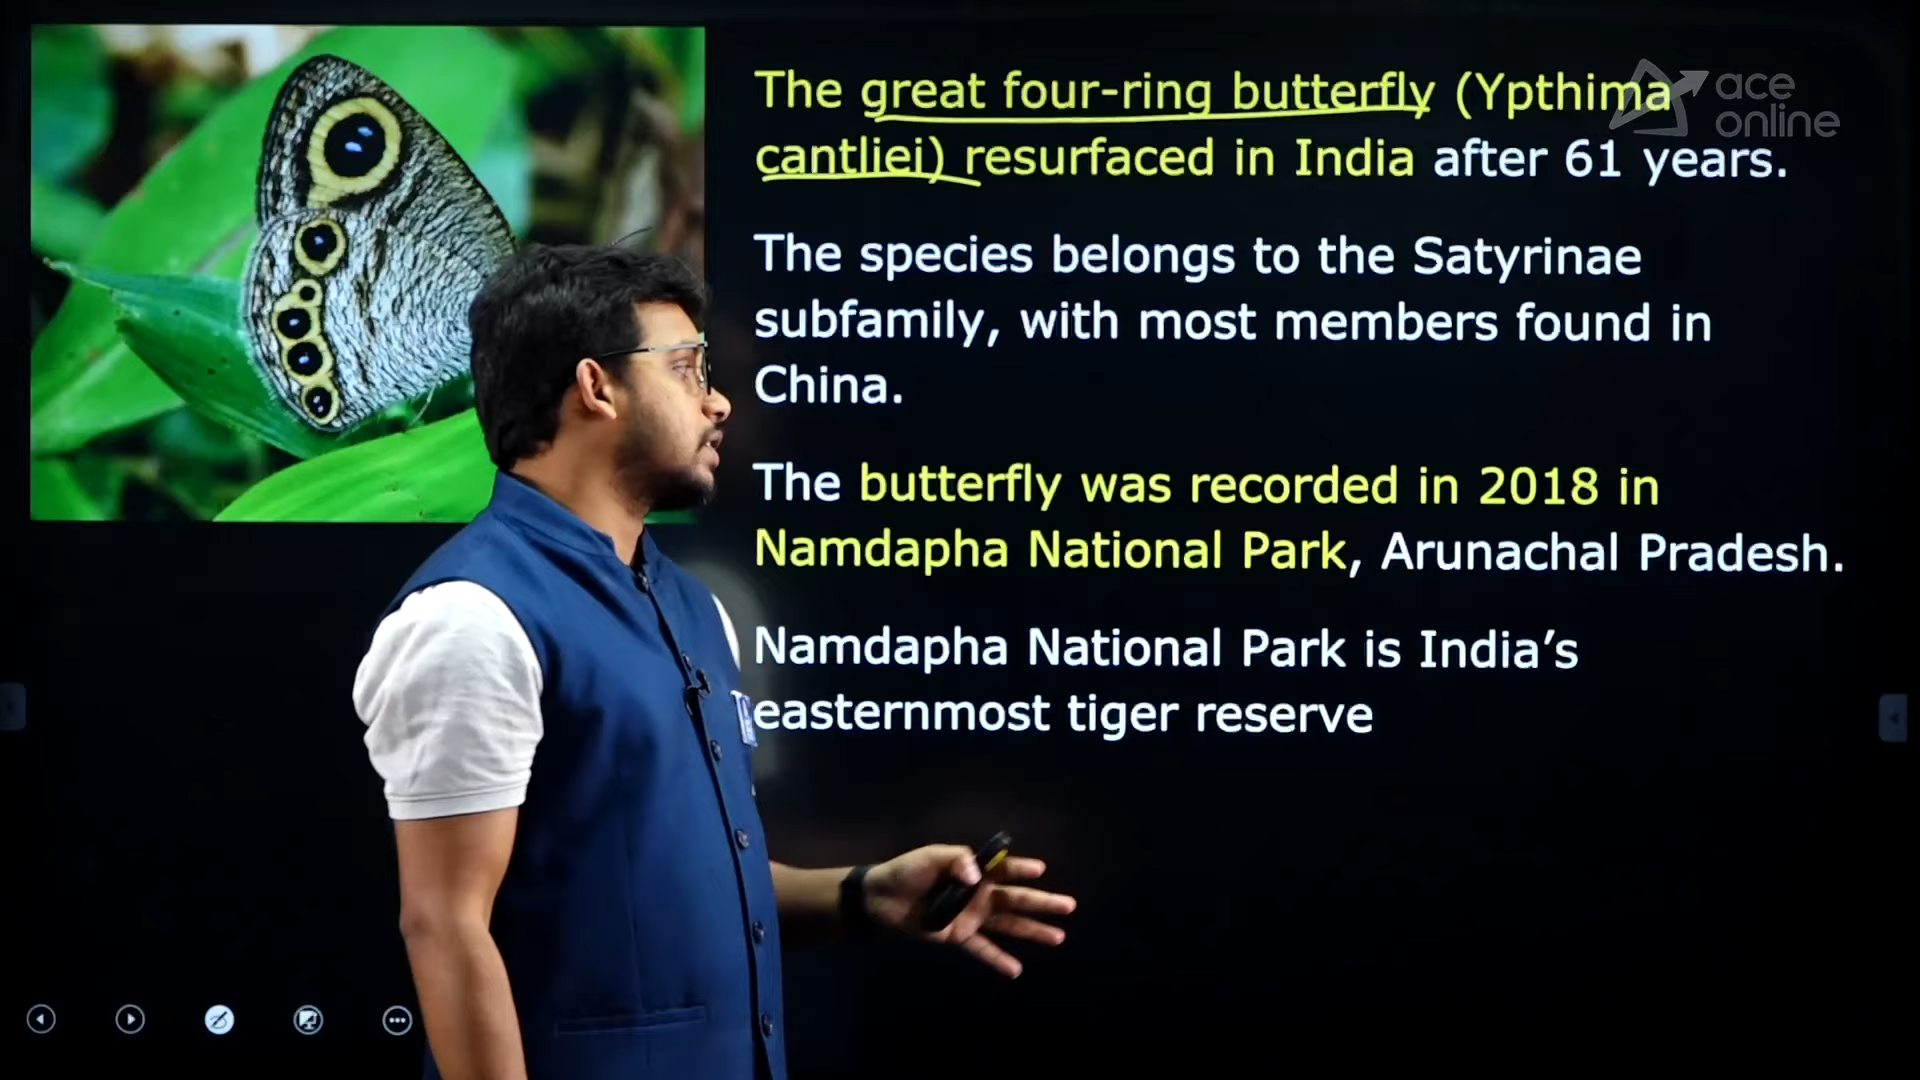 The great four-ring butterfly (Ypthima
cantliei) resurfaced in India after 61 years.
The species belongs to the Satyrinae
subfamily, with most members found in
China.
The butterfly was recorded in 2018 in
Namdapha National Park, Arunachal Pradesh.
Namdapha National Park is India’s
easternmost tiger reserve
ace
online